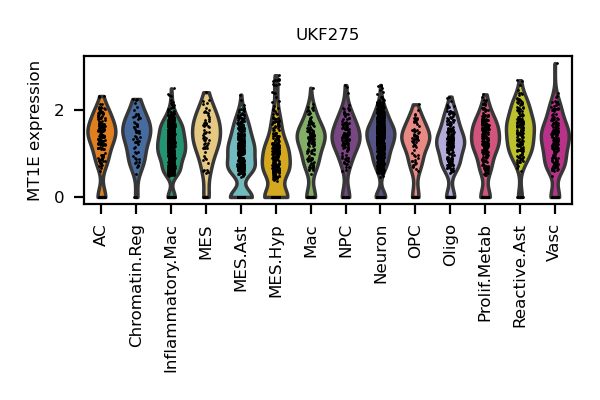 UKF275
MT1E expression
2
0
AC
Chromatin.Reg
Inflammatory.Mac
MES
MES.Ast
MES.Hyp
Mac
NPC
Neuron
OPC
Oligo
Prolif.Metab
Reactive.Ast
Vasc